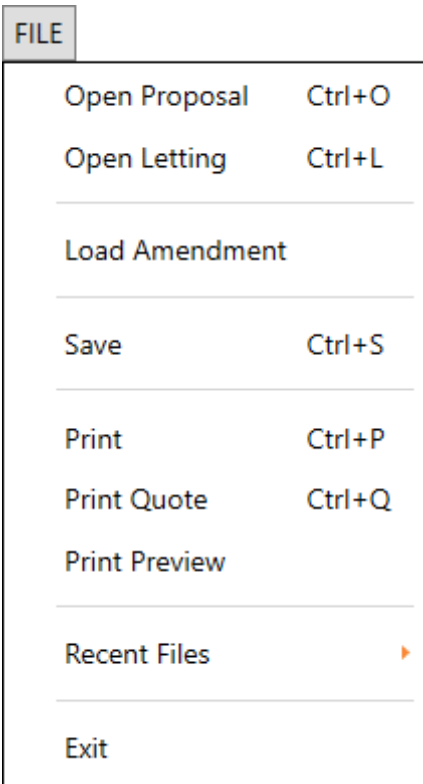 FILE
Open Proposal Ctrl+O
Open Letting Ctrl+L
Load Amendment
Save Ctrl+S
Print Ctrl+P
Print Quote Ctrl+Q
Print Preview
Recent Files
Exit